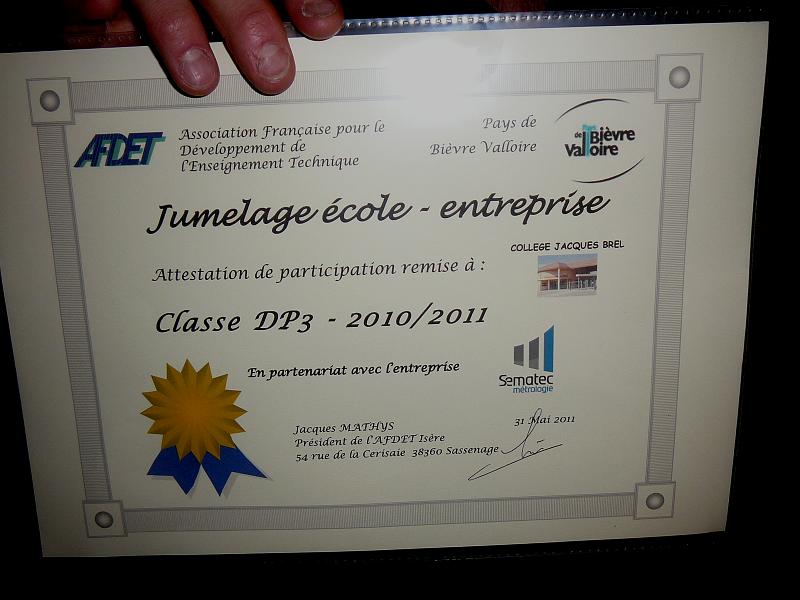 AFDET
Association Française pour le
Développement de
l'Enseignement Technique
Pays de
Bièvre Valloire
Pays
de Bièvre
Valloire
Jumelage école - entreprise
COLLEGE JACQUES BREL
Attestation de participation remise à :
Classe DP3 - 2010/2011
En partenariat avec l'entreprise
Sematec
métrologie
Jacques MATHYS
Président de l'AFDET Isère
54 rue de la Cerisaie 38360 Sassenage
31 Mai 2011